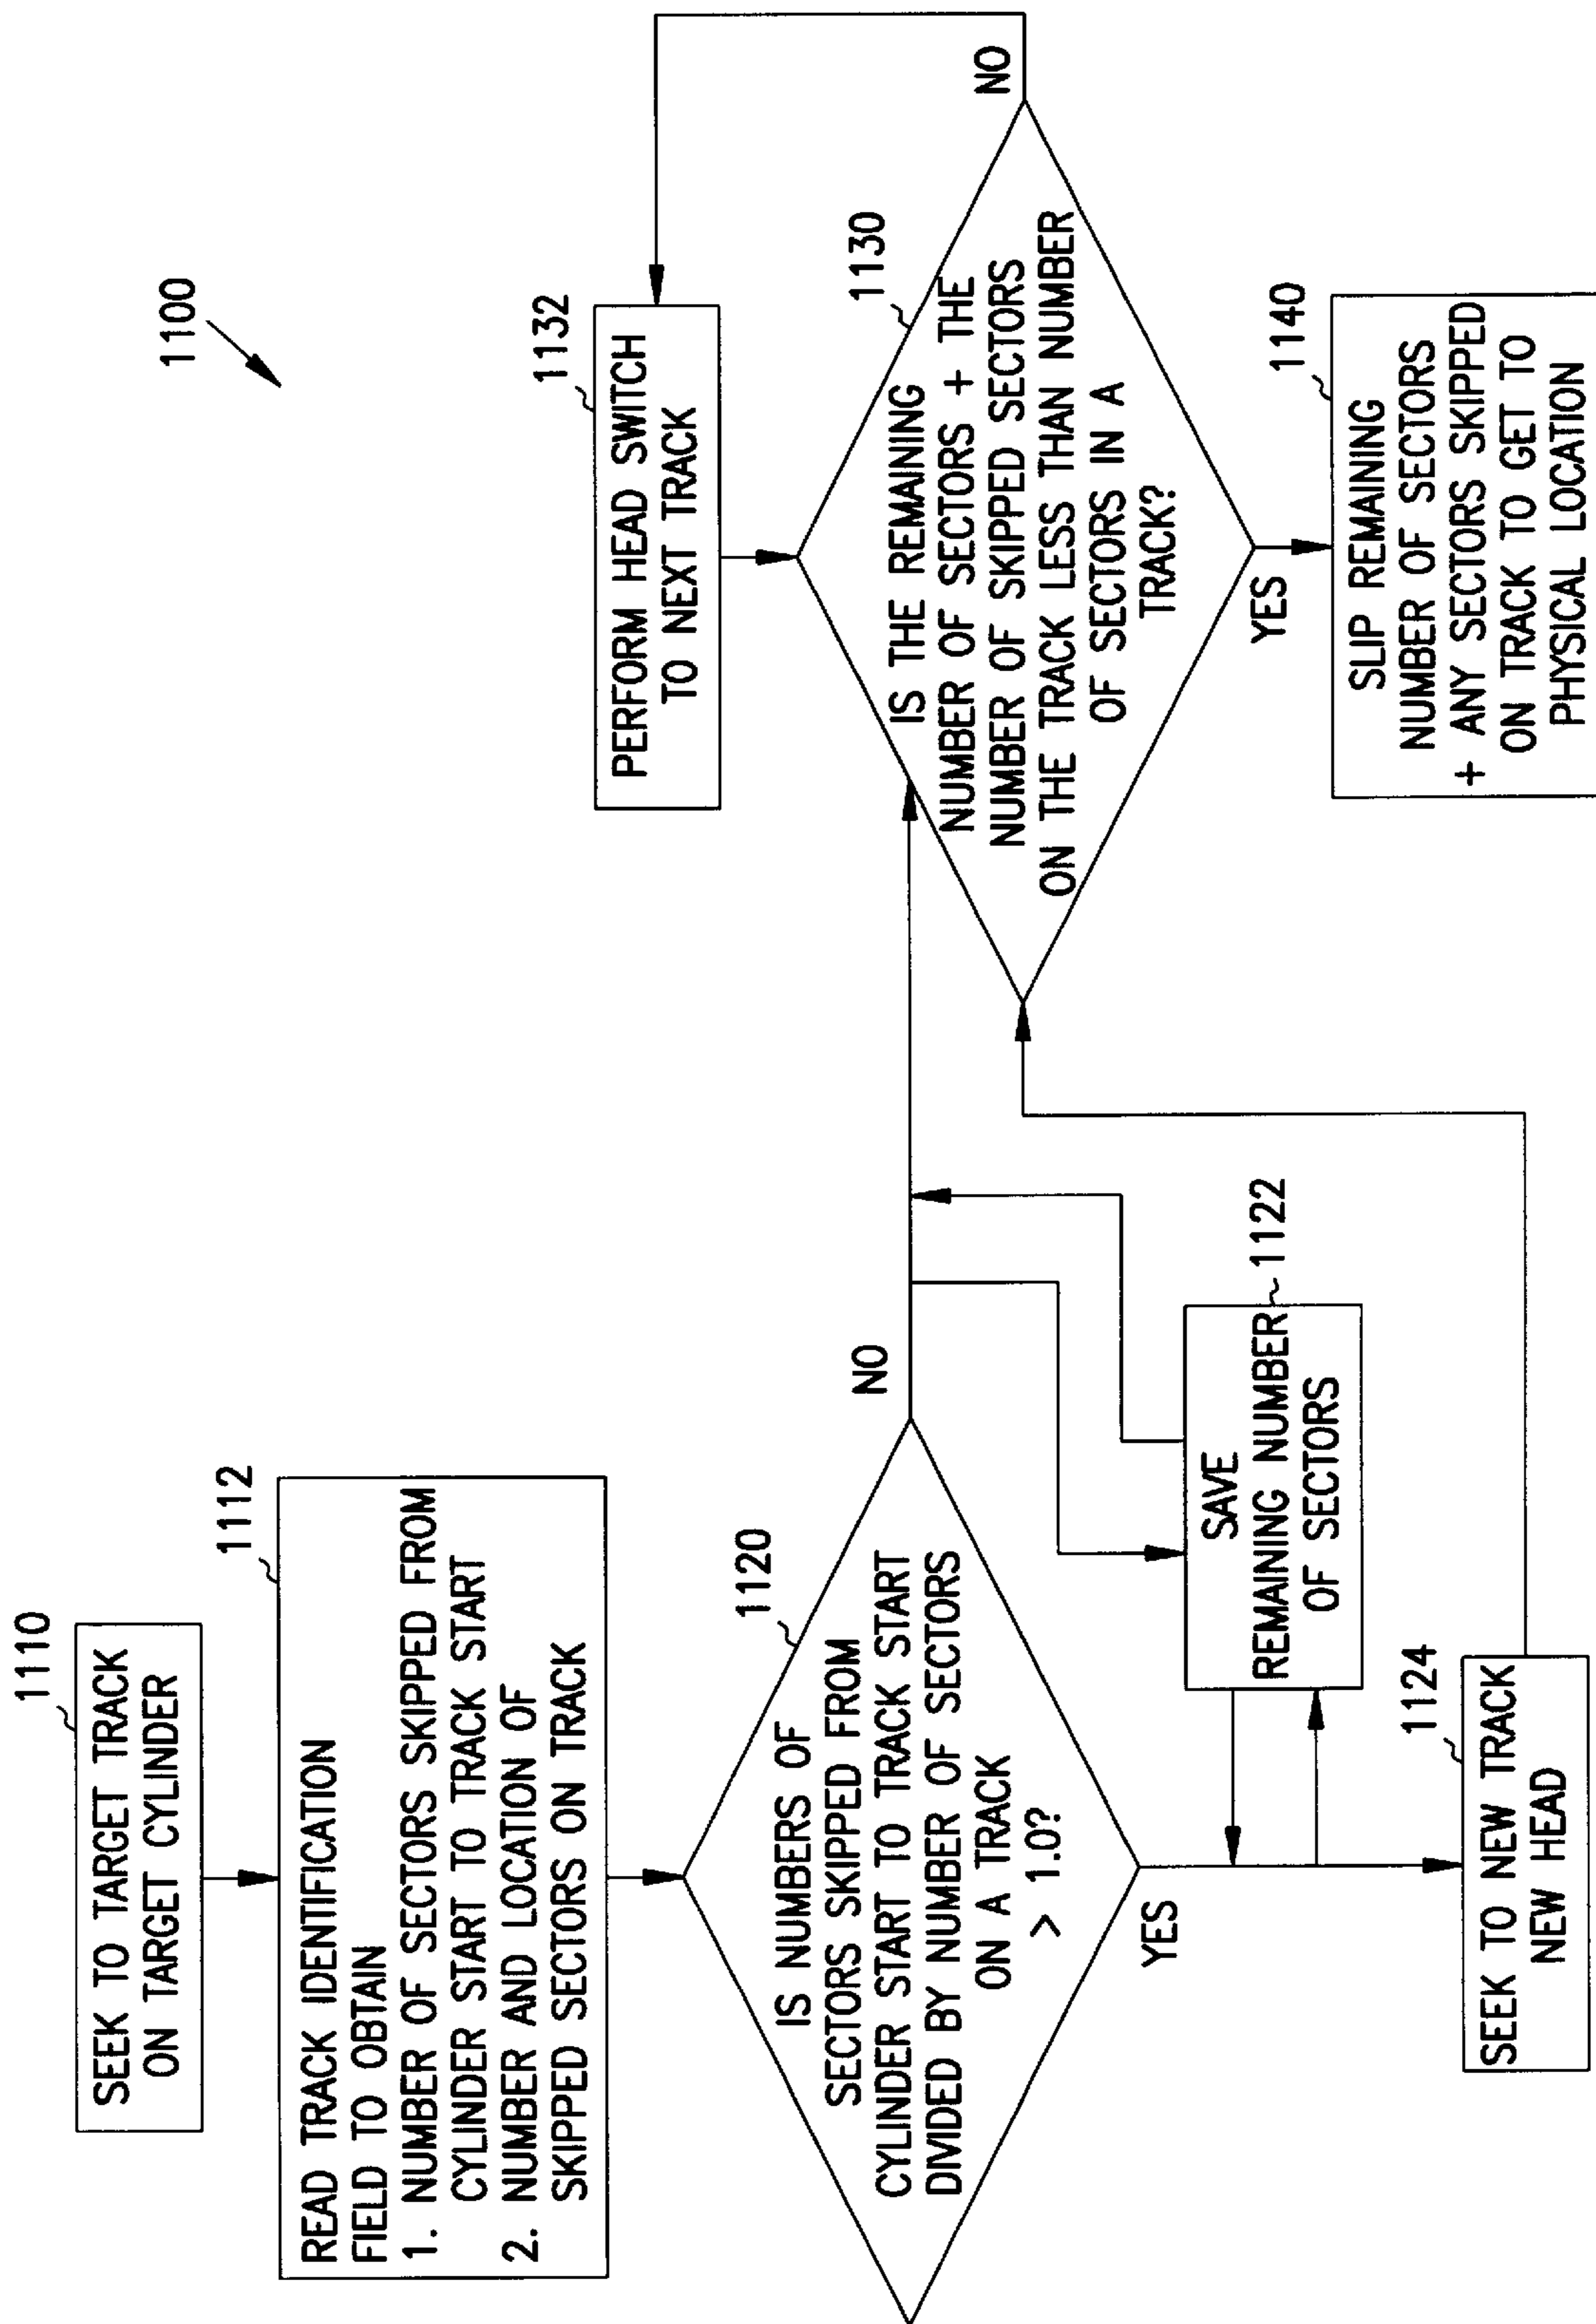 1100
1110
SEEK TO TARGET TRACK
ON TARGET CYLINDER
1112
READ TRACK IDENTIFICATION
FIELD TO OBTAIN
1. NUMBER OF SECTORS SKIPPED FROM
CYLINDER START TO TRACK START
2. NUMBER AND LOCATION OF
SKIPPED SECTORS ON TRACK
1120
IS NUMBERS OF
SECTORS SKIPPED FROM
CYLINDER START TO TRACK START
DIVIDED BY NUMBER OF SECTORS
ON A TRACK
> 1.0?
NO
YES
SAVE
REMAINING NUMBER
OF SECTORS
1122
1124
SEEK TO NEW TRACK
NEW HEAD
1132
PERFORM HEAD SWITCH
TO NEXT TRACK
1130
IS THE REMAINING
NUMBER OF SECTORS + THE
NUMBER OF SKIPPED SECTORS
ON THE TRACK LESS THAN NUMBER
OF SECTORS IN A
TRACK?
NO
YES
1140
SLIP REMAINING
NUMBER OF SECTORS
+ ANY SECTORS SKIPPED
ON TRACK TO GET TO
PHYSICAL LOCATION